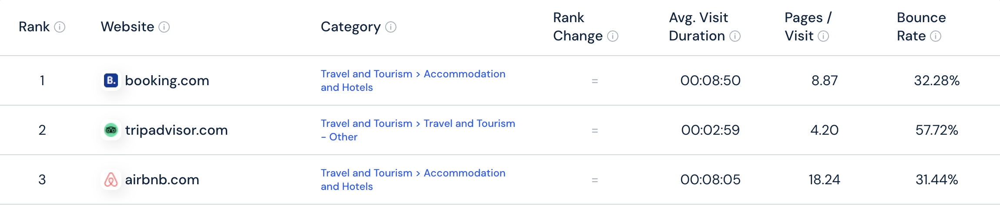 Rank Website Category Rank Change Avg. Visit Duration Pages / Visit Bounce Rate
1 B. booking.com Travel and Tourism > Accommodation and Hotels = 00:08:50 8.87 32.28%
2 tripadvisor.com Travel and Tourism > Travel and Tourism - Other = 00:02:59 4.20 57.72%
3 airbnb.com Travel and Tourism > Accommodation and Hotels = 00:08:05 18.24 31.44%